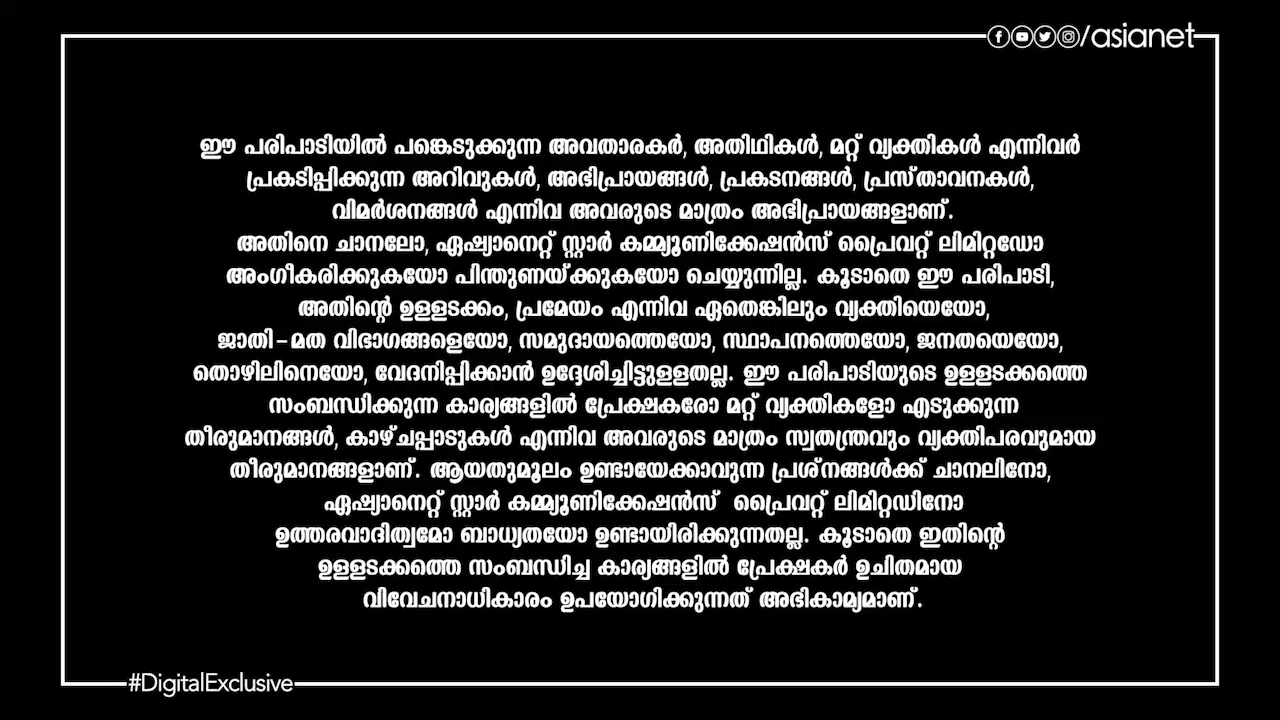 /asianet
ഈ പരിപാടിയിൽ പങ്കെടുക്കുന്ന അവതാരകർ, അതിഥികൾ, മറ്റ് വ്യക്തികൾ എന്നിവർ
പ്രകടിപ്പിക്കുന്ന അറിവുകൾ, അഭിപ്രായങ്ങൾ, പ്രകടനങ്ങൾ, പ്രസ്താവനകൾ,
വിമർശനങ്ങൾ എന്നിവ അവരുടെ മാത്രം അഭിപ്രായങ്ങളാണ്.
അതിനെ ചാനലോ, ഏഷ്യാനെറ്റ് സ്റ്റാർ കമ്മ്യൂണിക്കേഷൻസ് പ്രൈവറ്റ് ലിമിറ്റഡോ
അംഗീകരിക്കുകയോ പിന്തുണയ്ക്കുകയോ ചെയ്യുന്നില്ല. കൂടാതെ ഈ പരിപാടി,
അതിന്റെ ഉള്ളടക്കം, പ്രമേയം എന്നിവ ഏതെങ്കിലും വ്യക്തിയെയോ,
ജാതി-മത വിഭാഗങ്ങളെയോ, സമുദായത്തെയോ, സ്ഥാപനത്തെയോ, ജനതയെയോ,
തൊഴിലിനെയോ, വേദനിപ്പിക്കാൻ ഉദ്ദേശിച്ചിട്ടുള്ളതല്ല. ഈ പരിപാടിയുടെ ഉള്ളടക്കത്തെ
സംബന്ധിക്കുന്ന കാര്യങ്ങളിൽ പ്രേക്ഷകരോ മറ്റ് വ്യക്തികളോ എടുക്കുന്ന
തീരുമാനങ്ങൾ, കാഴ്ചപ്പാടുകൾ എന്നിവ അവരുടെ മാത്രം സ്വതന്ത്രവും വ്യക്തിപരവുമായ
തീരുമാനങ്ങളാണ്. ആയതുമൂലം ഉണ്ടായേക്കാവുന്ന പ്രശ്നങ്ങൾക്ക് ചാനലിനോ,
ഏഷ്യാനെറ്റ് സ്റ്റാർ കമ്മ്യൂണിക്കേഷൻസ് പ്രൈവറ്റ് ലിമിറ്റഡിനോ
ഉത്തരവാദിത്വമോ ബാധ്യതയോ ഉണ്ടായിരിക്കുന്നതല്ല. കൂടാതെ ഇതിന്റെ
ഉള്ളടക്കത്തെ സംബന്ധിച്ച കാര്യങ്ങളിൽ പ്രേക്ഷകർ ഉചിതമായ
വിവേചനാധികാരം ഉപയോഗിക്കുന്നത് അഭികാമ്യമാണ്.
#DigitalExclusive